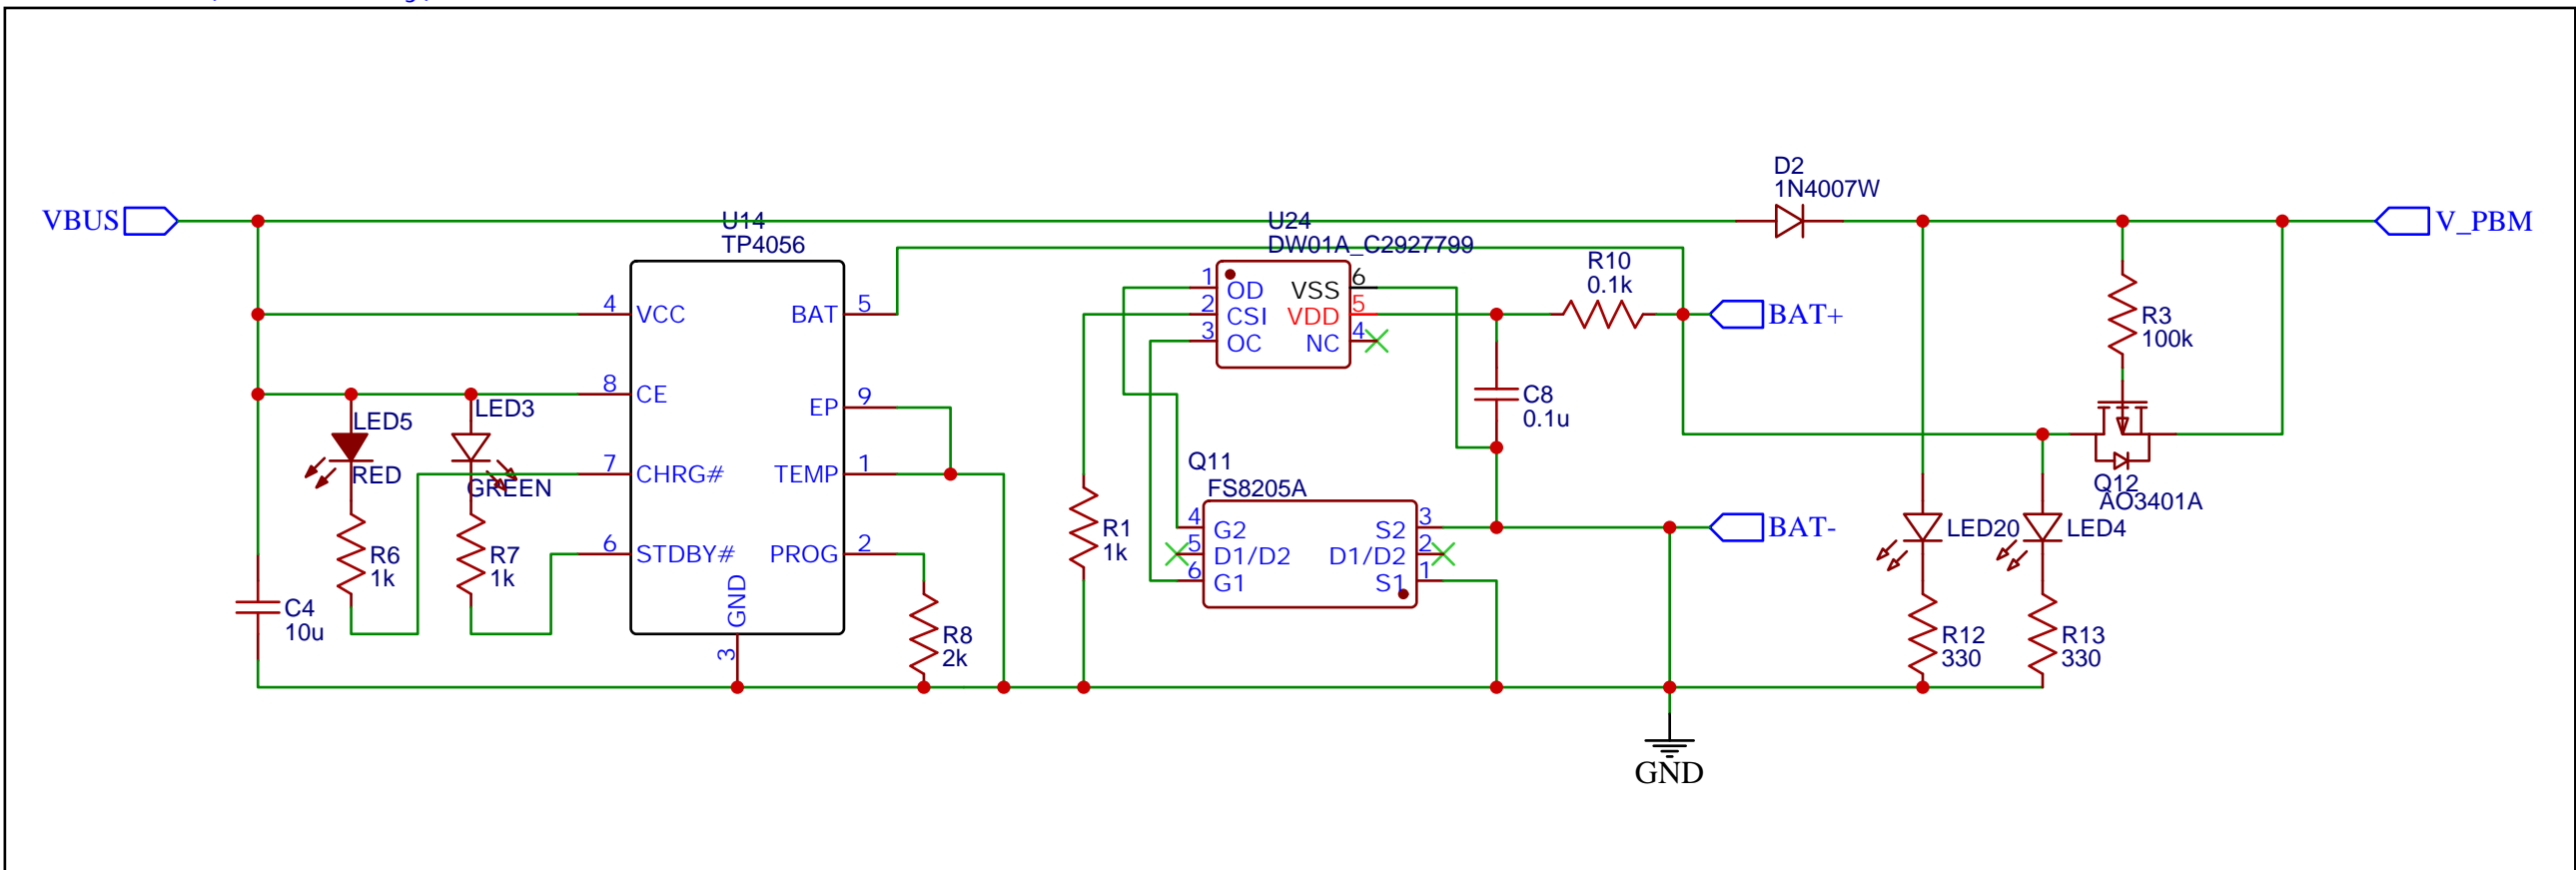 D2
1N4007W
VBUS
V_PBM
U14
TP4056
U24
DW01A_C2927799
R10
0.1k
BAT+
4 VCC
BAT 5
8 CE
EP 9
7 CHRG#
TEMP 1
6 STDBY#
PROG 2
GND
3
1 OD
VSS 6
2 CSI
VDD 5
3 OC
NC 4
R3
100k
LED5
RED
LED3
GREEN
C8
0.1u
Q11
FS8205A
Q12
AO3401A
4 G2
S2 3
5 D1/D2
D1/D2 2
6 G1
S1 1
BAT-
LED20
LED4
R1
1k
R6
1k
R7
1k
C4
10u
R8
2k
R12
330
R13
330
GND